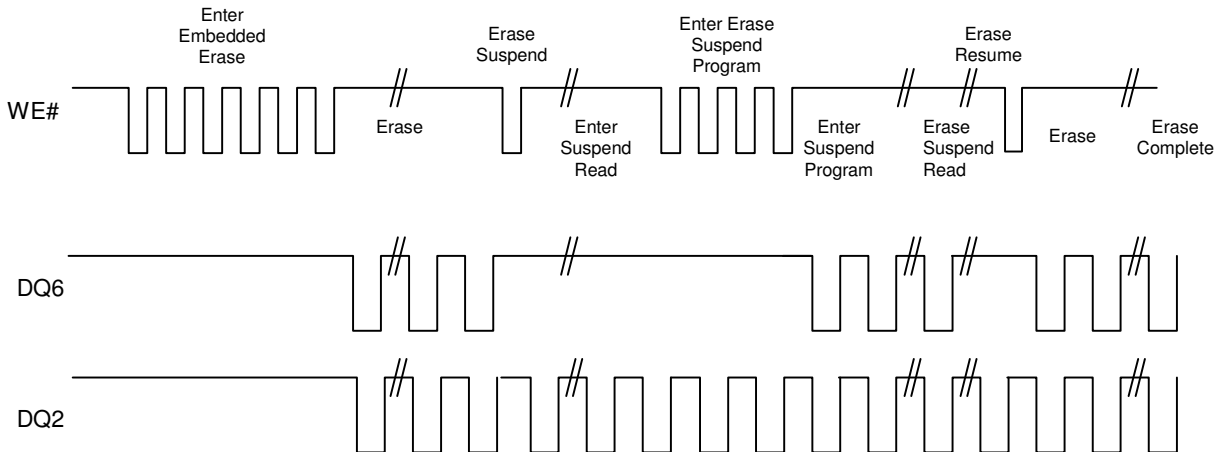 Enter
Embedded
Erase
Erase
Suspend
Enter Erase
Suspend
Program
Erase
Resume
WE#
Erase
Enter
Suspend
Read
Enter
Suspend
Program
Erase
Suspend
Read
Erase
Erase
Complete
DQ6
DQ2